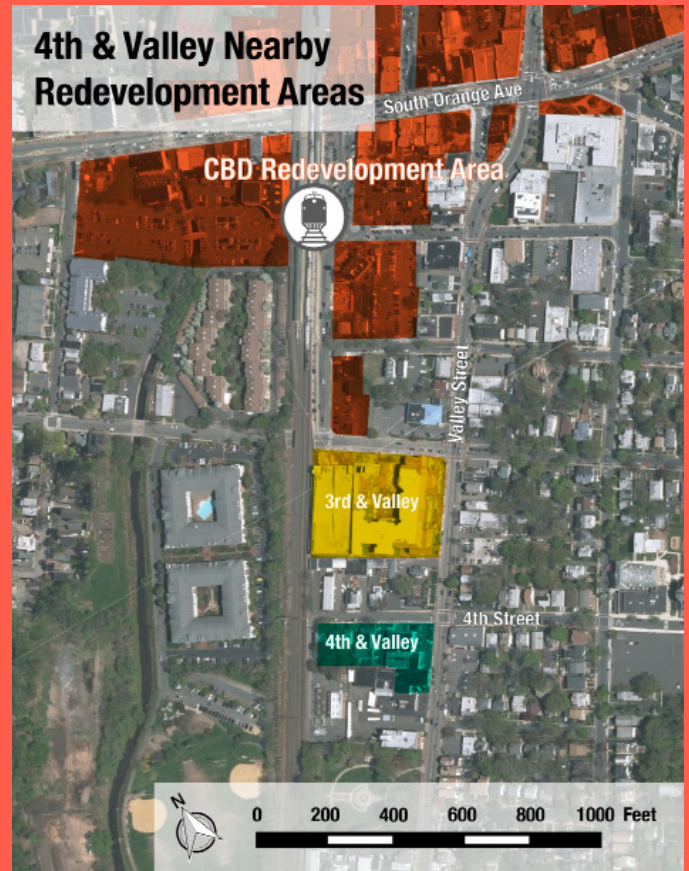 4th & Valley Nearby
Redevelopment Areas
South Orange Ave
CBD Redevelopment Area
Valley Street
3rd & Valley
4th Street
4th & Valley
N
0 200 400 600 800 1000 Feet